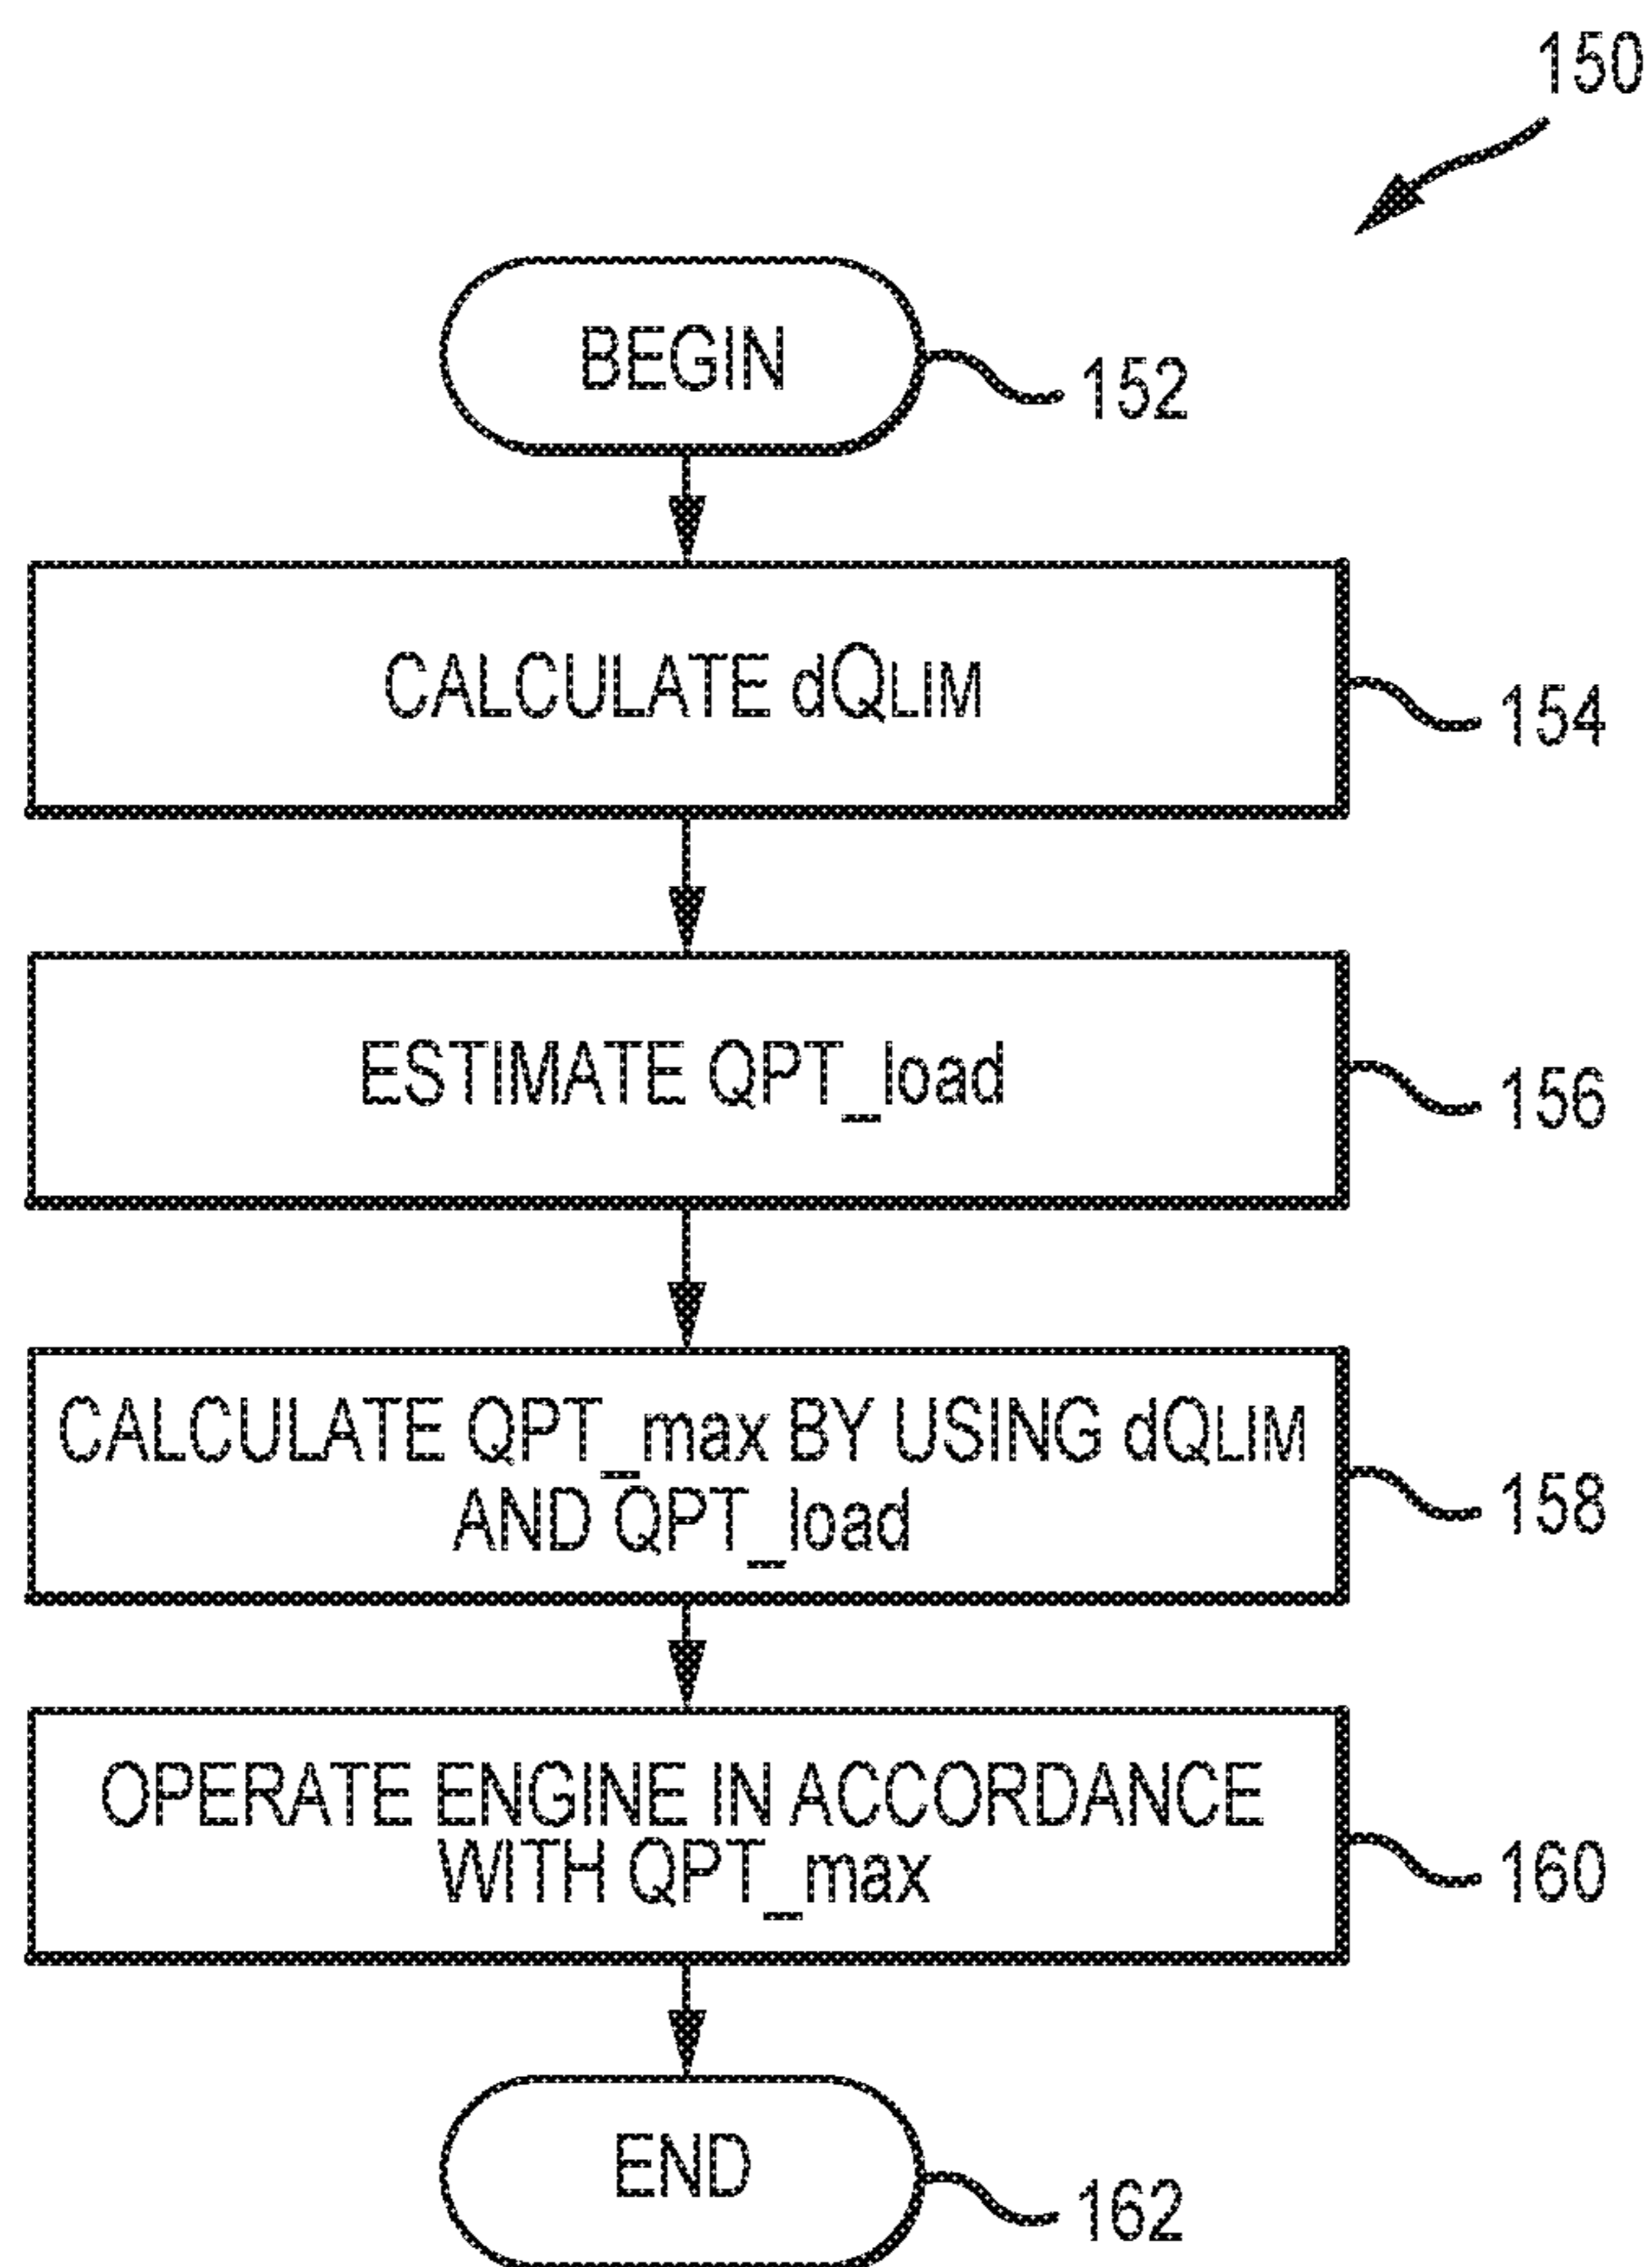 150
BEGIN
152
CALCULATE dQLIM
154
ESTIMATE QPT_load
156
CALCULATE QPT_max BY USING dQLIM
AND QPT_load
158
OPERATE ENGINE IN ACCORDANCE
WITH QPT_max
160
END
162